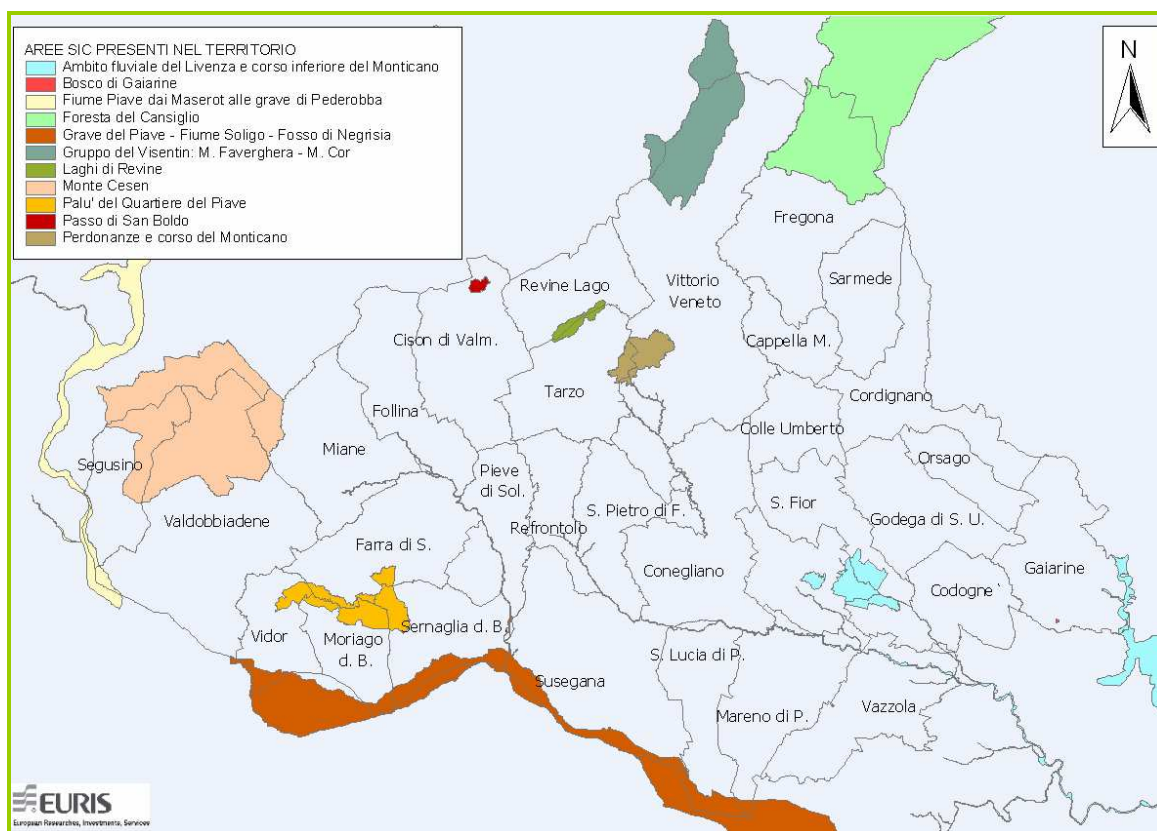 AREE SIC PRESENTI NEL TERRITORIO
Ambito fluviale del Livenza e corso inferiore del Monticano
Bosco di Gaiarine
Fiume Piave dai Maserot alle grave di Pederobba
Foresta del Cansiglio
Grave del Piave - Fiume Soligo - Fosso di Negrisia
Gruppo del Visentin: M. Faverghera - M. Cor
Laghi di Revine
Monte Cesen
Palu' del Quartiere del Piave
Passo di San Boldo
Perdonanze e corso del Monticano
N
Fregona
Sarmede
Revine Lago
Vittorio
Veneto
Cison di Valm.
Cappella M.
Tarzo
Cordignano
Follina
Colle Umberto
Miane
Orsago
Segusino
Pieve
di Sol.
S. Fior
Valdobbiadene
S. Pietro di F.
Refrontolo
Godega di S. U.
Farra di S.
Conegliano
Gaiarine
Codogne'
Sernaglia d. B.
Vidor
Moriago
d. B.
S. Lucia di P.
Susegana
Vazzola
Mareno di P.
EURIS
European Researches, Investments, Services